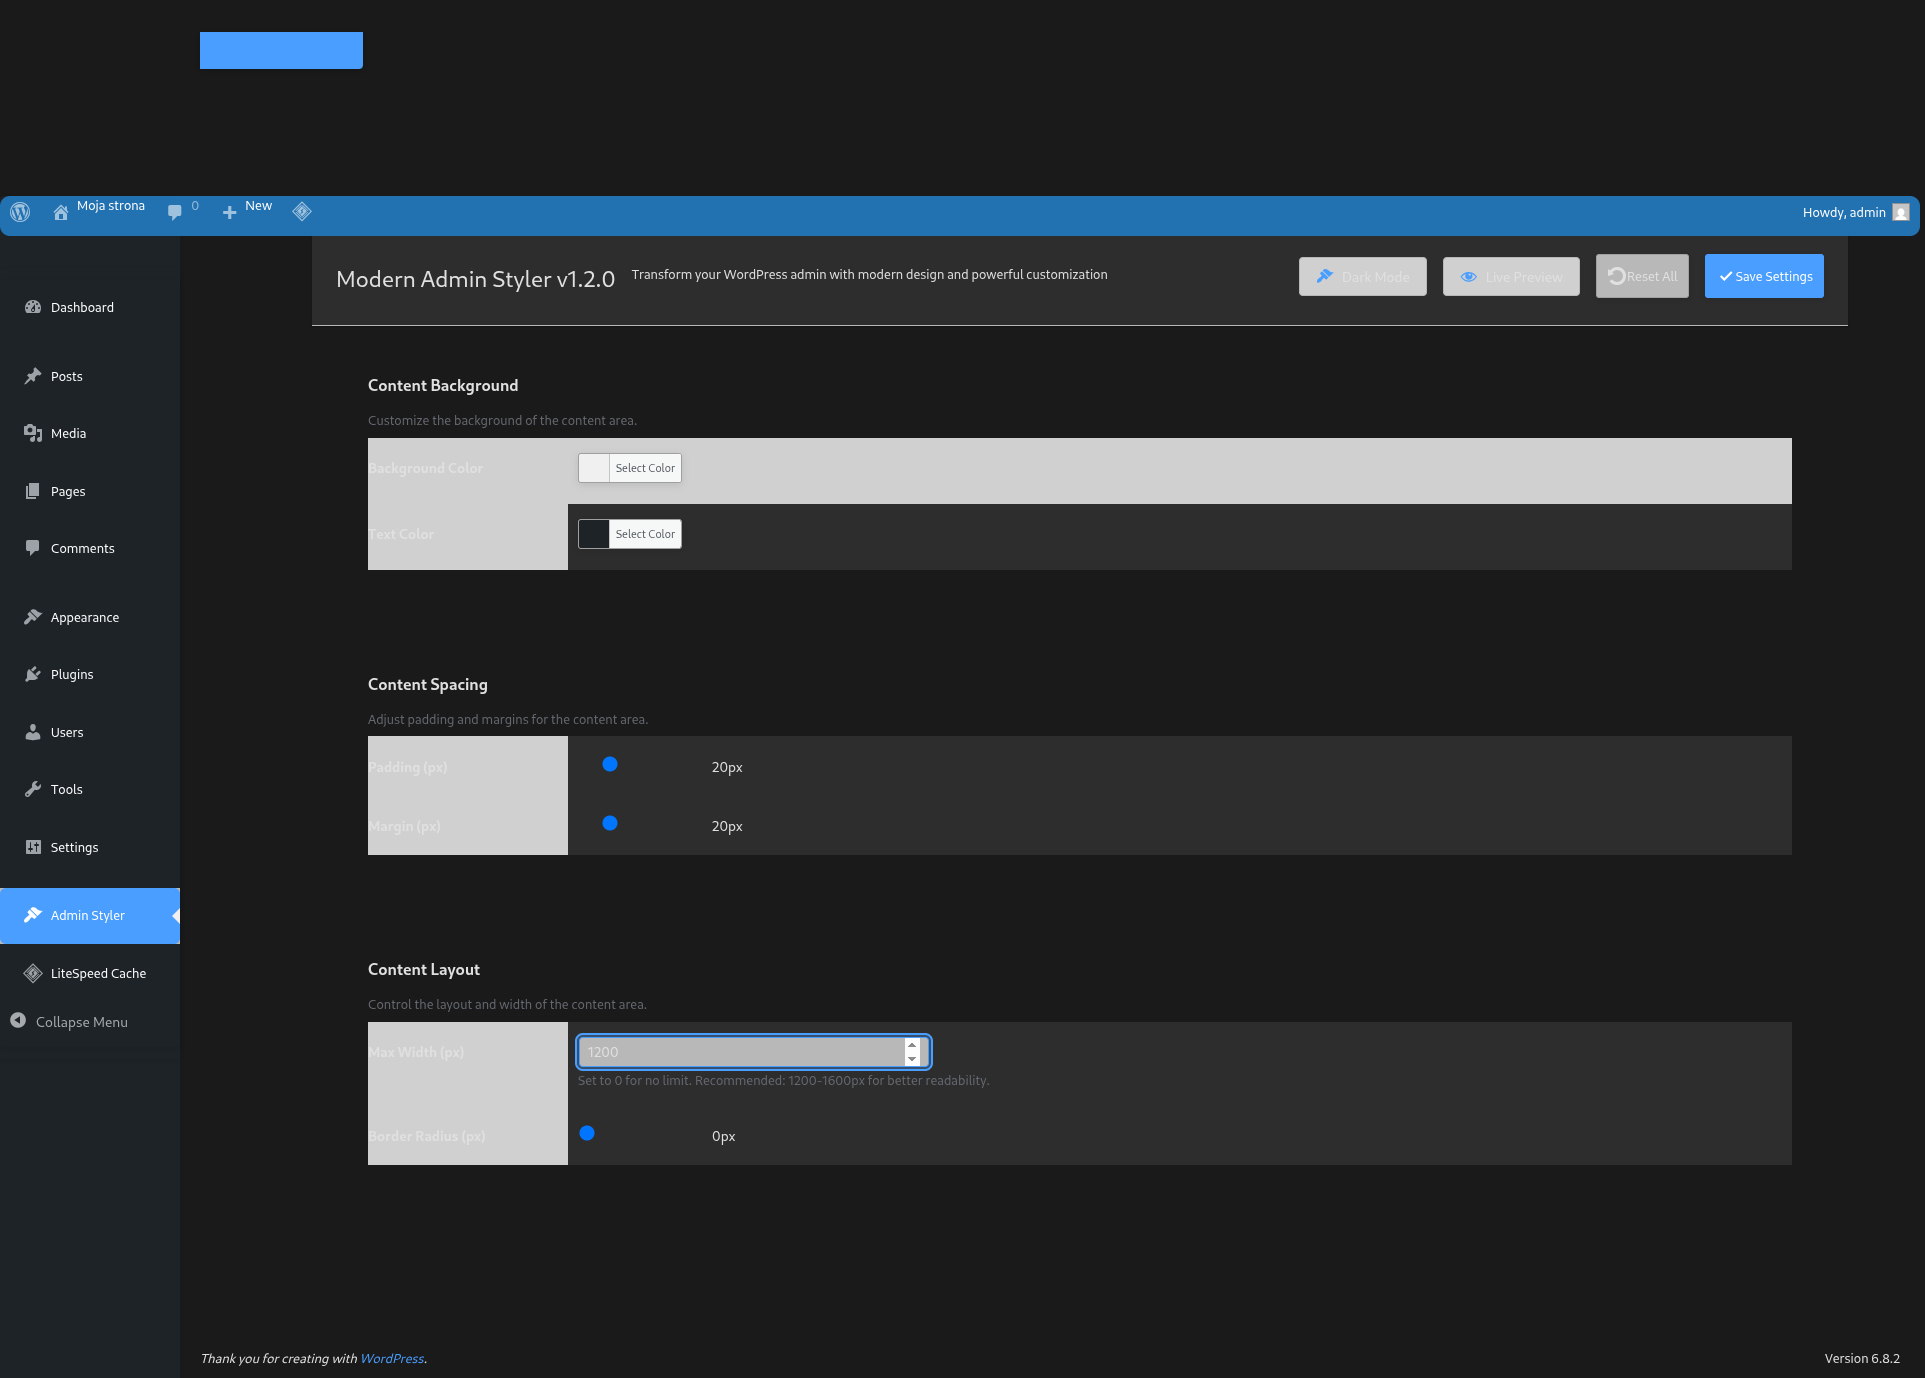 Moja strona
0
New
Howdy, admin
Modern Admin Styler v1.2.0
Transform your WordPress admin with modern design and powerful customization
Dark Mode
Live Preview
Reset All
Save Settings
Dashboard
Posts
Media
Pages
Comments
Appearance
Plugins
Users
Tools
Settings
Admin Styler
LiteSpeed Cache
Collapse Menu
Content Background
Customize the background of the content area.
Background Color
Select Color
Text Color
Select Color
Content Spacing
Adjust padding and margins for the content area.
Padding (px)
20px
Margin (px)
20px
Content Layout
Control the layout and width of the content area.
Max Width (px)
1200
Set to 0 for no limit. Recommended: 1200-1600px for better readability.
Border Radius (px)
0px
Thank you for creating with WordPress.
Version 6.8.2